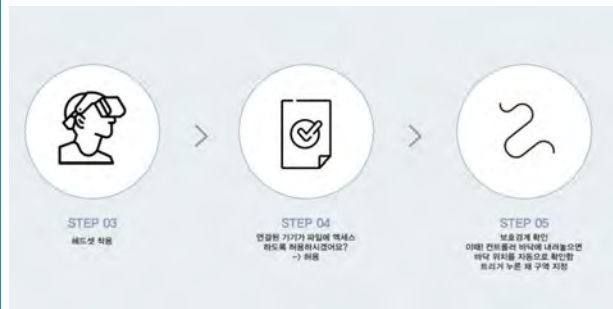 STEP 03
헤드셋 착용
STEP 04
연결된 기기가 파일에 액세스
하도록 허용하시겠어요?
-> 허용
STEP 05
보호경계 확인
이때! 컨트롤러 바닥에 내려놓으면
바닥 위치를 자동으로 확인함
트리거 누른 채 구역 지정